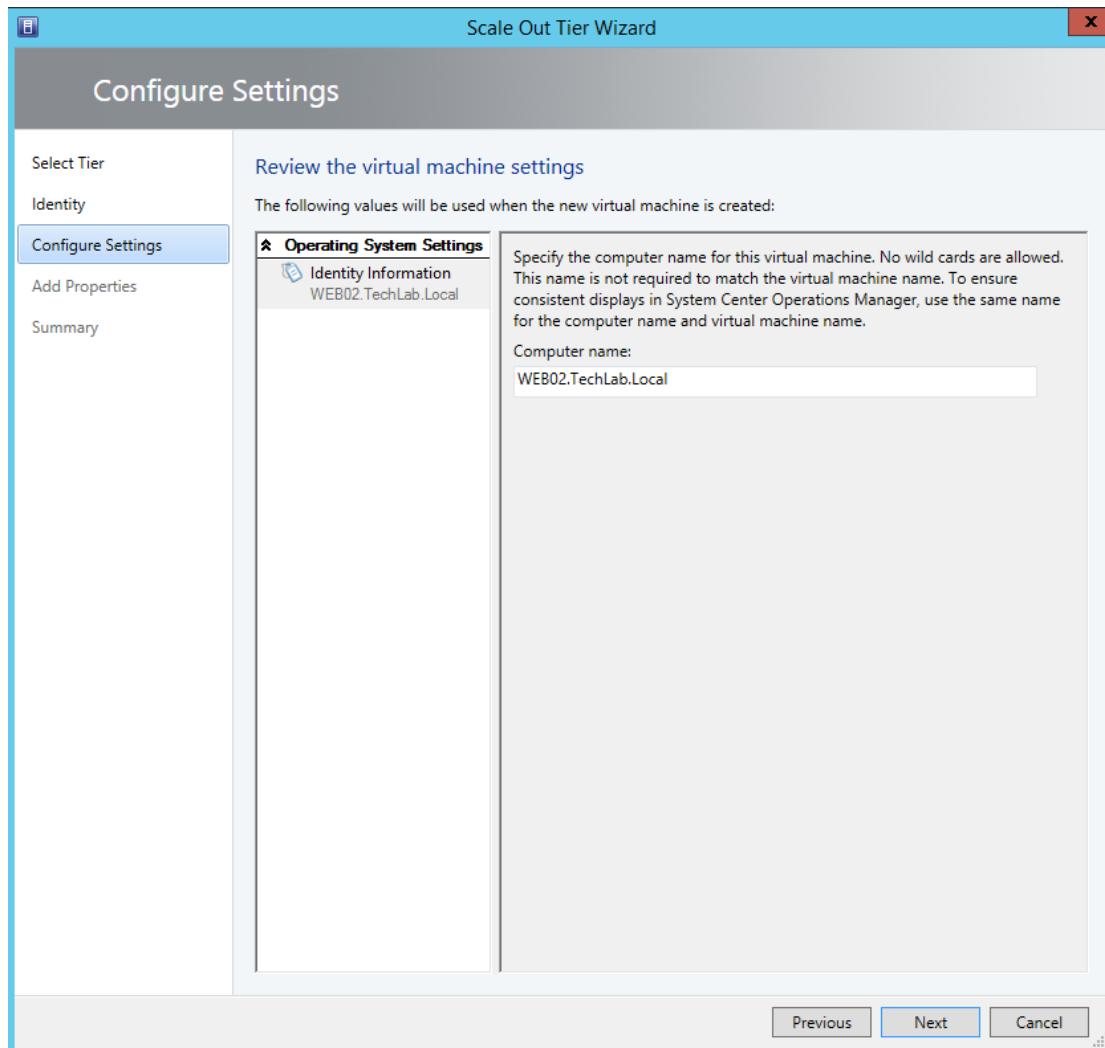 Scale Out Tier Wizard
x
Configure Settings
Select Tier
Identity
Configure Settings
Add Properties
Summary
Review the virtual machine settings
The following values will be used when the new virtual machine is created:
Operating System Settings
Identity Information
WEB02.TechLab.Local
Specify the computer name for this virtual machine. No wild cards are allowed.
This name is not required to match the virtual machine name. To ensure
consistent displays in System Center Operations Manager, use the same name
for the computer name and virtual machine name.
Computer name:
WEB02.TechLab.Local
Previous
Next
Cancel